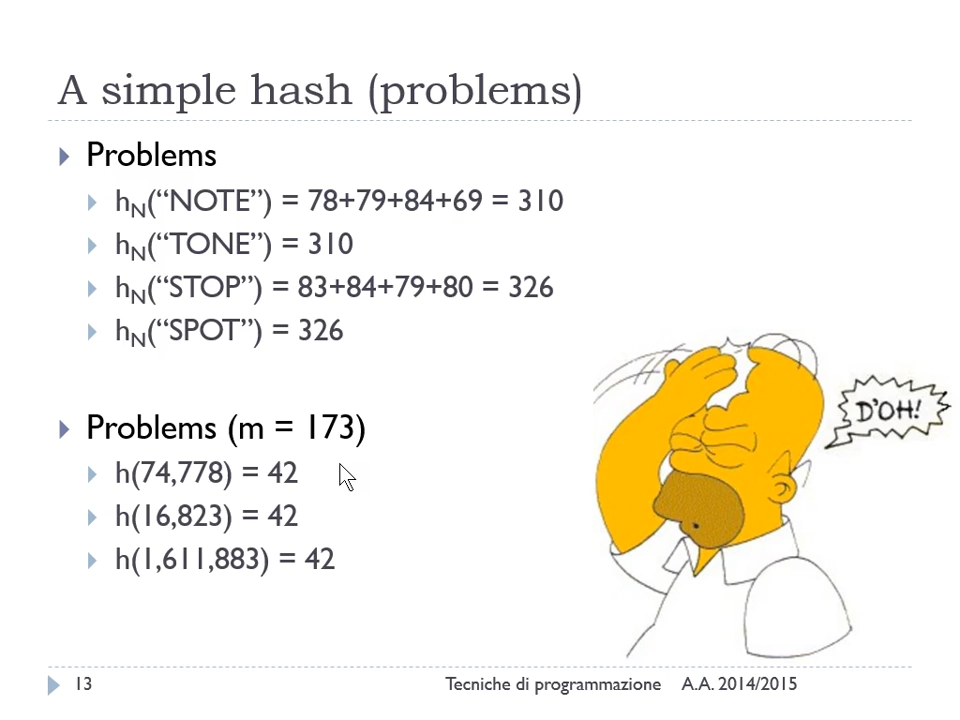 A simple hash (problems)
Problems
hN(“NOTE”) = 78+79+84+69 = 310
hN(“TONE”) = 310
hN(“STOP”) = 83+84+79+80 = 326
hN(“SPOT”) = 326
D'OH!
Problems (m = 173)
h(74,778) = 42
h(16,823) = 42
h(1,611,883) = 42
13 Tecniche di programmazione A.A. 2014/2015